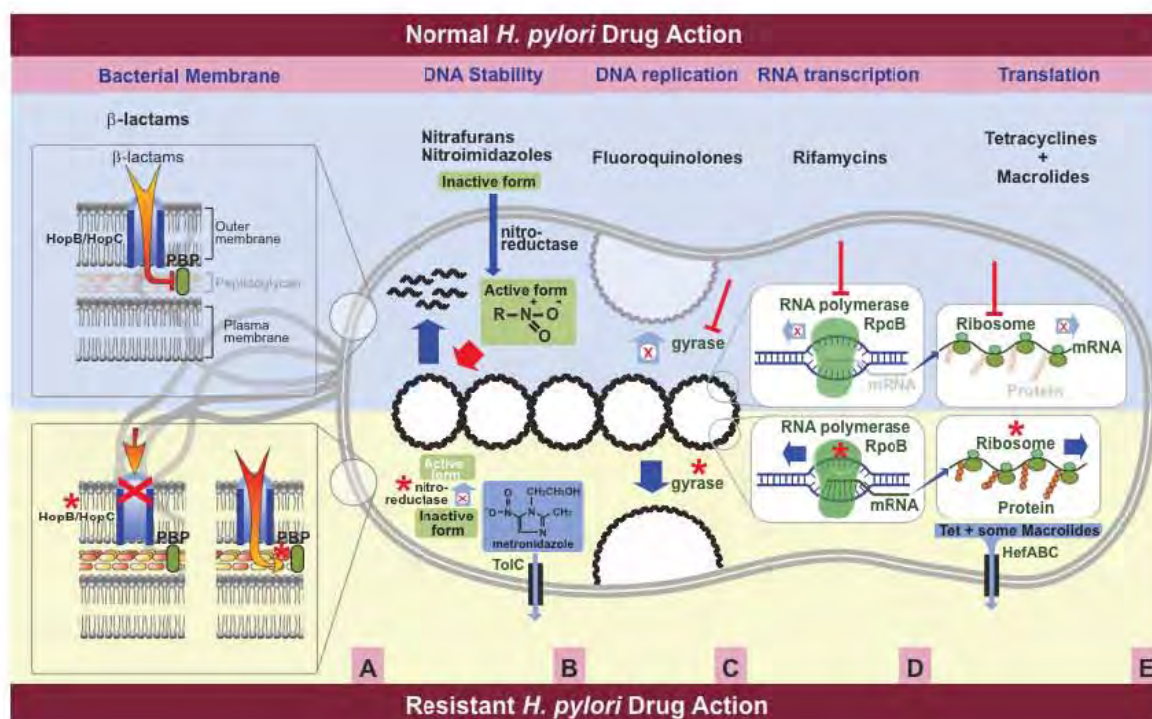 Normal H. pylori Drug Action
Bacterial Membrane
DNA Stability
DNA replication
RNA transcription
Translation
β-lactams
β-lactams
HopB/HopC
Outer
membrane
PBP
Peptidoglycan
Plasma
membrane
Nitrafurans
Nitroimidazoles
Inactive form
nitro-
reductase
Active form
R-N-O
+
-
O
Fluoroquinolones
X
gyrase
Rifamycins
RNA polymerase
RpoB
X
mRNA
Tetracyclines
+
Macrolides
Ribosome
X
mRNA
Protein
*
HopB/HopC
PBP
PBP
*
Active form
* nitro-
reductase
X
Inactive
form
O
-O
N
+
CH₂CH₂OH
N
CH₃
N
metronidazole
TolC
*
gyrase
RNA polymerase
RpoB
*
mRNA
*
Ribosome
Protein
Tet + some Macrolides
HefABC
A
B
C
D
E
Resistant H. pylori Drug Action